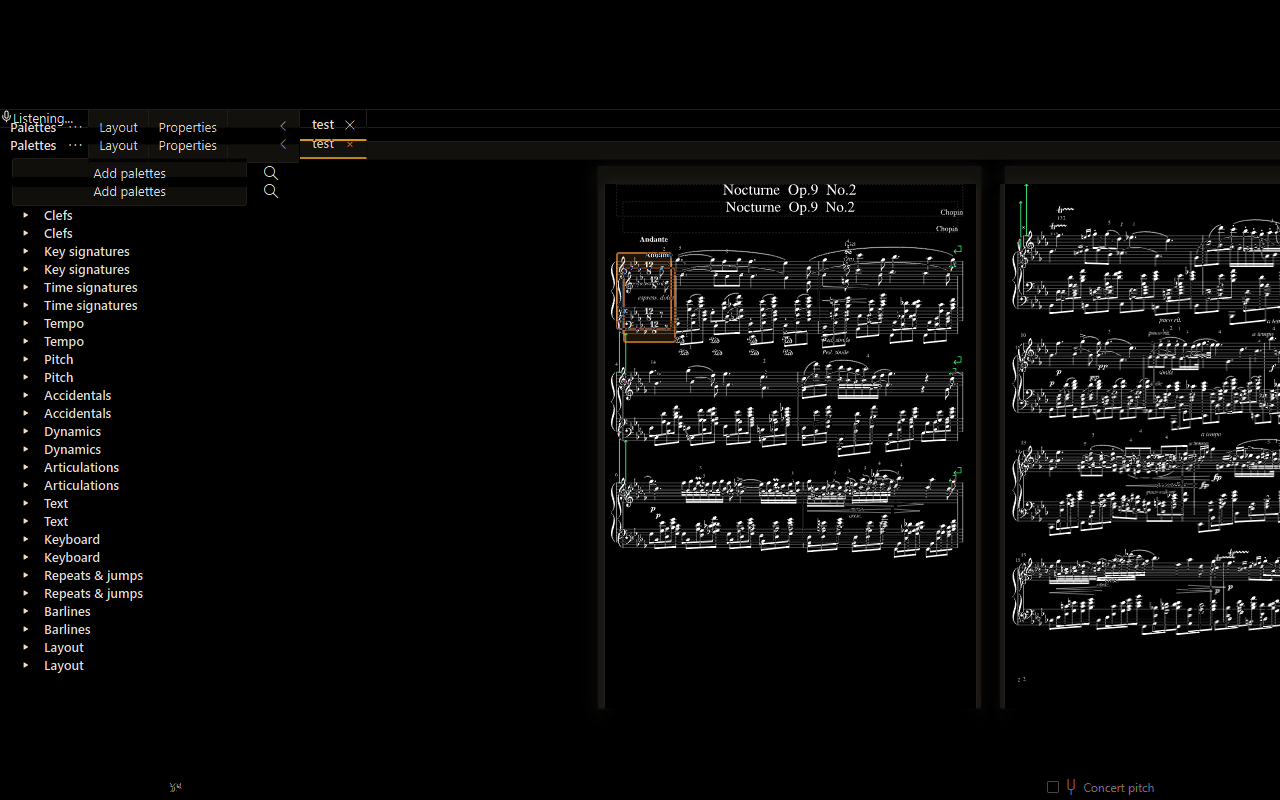 Listening...
Palettes ··· Layout Properties test
Palettes ··· Layout Properties test
Add palettes
Add palettes
Clefs
Clefs
Key signatures
Key signatures
Time signatures
Time signatures
Tempo
Tempo
Pitch
Pitch
Accidentals
Accidentals
Dynamics
Dynamics
Articulations
Articulations
Text
Text
Keyboard
Keyboard
Repeats & jumps
Repeats & jumps
Barlines
Barlines
Layout
Layout
Nocturne Op.9 No.2
Nocturne Op.9 No.2
Chopin
Chopin
Andante
Concert pitch